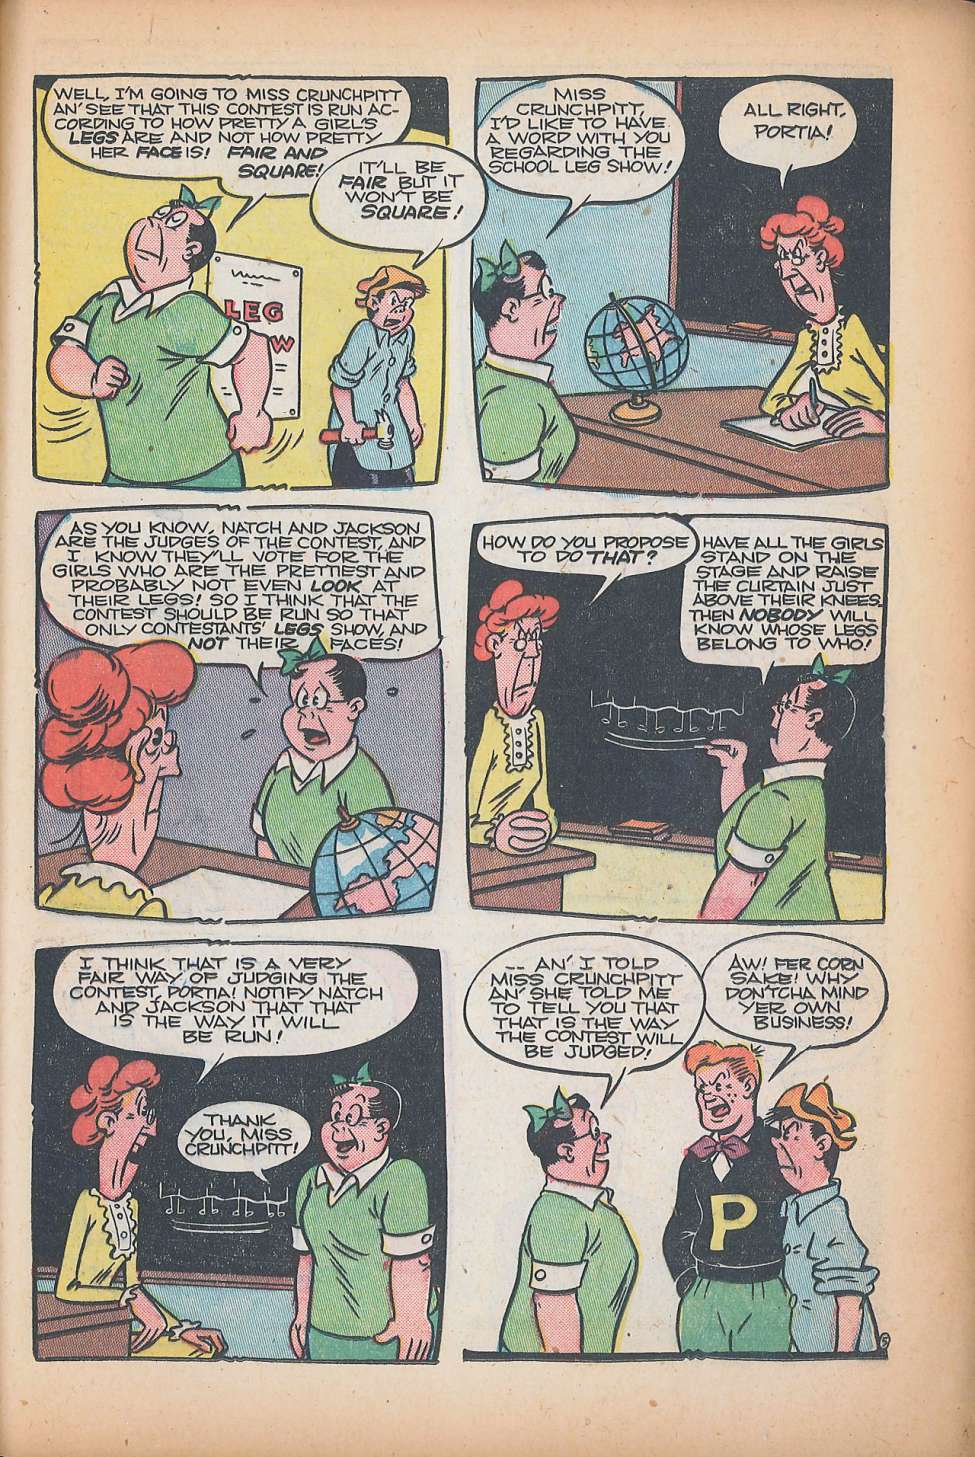 WELL, I'M GOING TO MISS CRUNCHPITT
AN' SEE THAT THIS CONTEST IS RUN AC-
CORDING TO HOW PRETTY A GIRL'S
LEGS ARE AND NOT HOW PRETTY
HER FACE IS! FAIR AND
SQUARE!
IT'LL BE
FAIR BUT IT
WON'T BE
SQUARE!
LEG
OW
MISS
CRUNCHPITT,
I'D LIKE TO HAVE
A WORD WITH YOU
REGARDING THE
SCHOOL LEG SHOW!
ALL RIGHT,
PORTIA!
AS YOU KNOW, NATCH AND JACKSON
ARE THE JUDGES OF THE CONTEST, AND
I KNOW THEY'LL VOTE FOR THE
GIRLS WHO ARE THE PRETTIEST AND
PROBABLY NOT EVEN LOOK AT
THEIR LEGS! SO I THINK THAT THE
CONTEST SHOULD BE RUN SO THAT
ONLY CONTESTANTS' LEGS SHOW, AND
NOT THEIR FACES!
HOW DO YOU PROPOSE
TO DO THAT?
HAVE ALL THE GIRLS
STAND ON THE
STAGE AND RAISE
THE CURTAIN JUST
ABOVE THEIR KNEES.
THEN NOBODY WILL
KNOW WHOSE LEGS
BELONG TO WHO!
I THINK THAT IS A VERY
FAIR WAY OF JUDGING THE
CONTEST, PORTIA! NOTIFY NATCH
AND JACKSON THAT THAT
IS THE WAY IT WILL
BE RUN!
THANK
YOU, MISS
CRUNCHPITT!
... AN' I TOLD
MISS CRUNCHPITT
AN' SHE TOLD ME
TO TELL YOU THAT
THAT IS THE WAY
THE CONTEST WILL
BE JUDGED!
AW! FER CORN
SAKE! WHY
DON'TCHA MIND
YER OWN
BUSINESS!
P
5